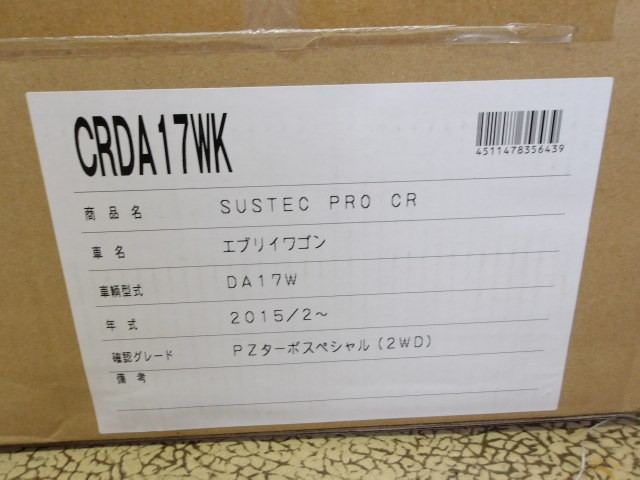 CRDA17WK
4511478356439
商品名 SUSTEC PRO CR
車名 エブリイワゴン
車輌型式 DA17W
年式 2015/2~
確認グレード PZターボスペシャル(2WD)
備考